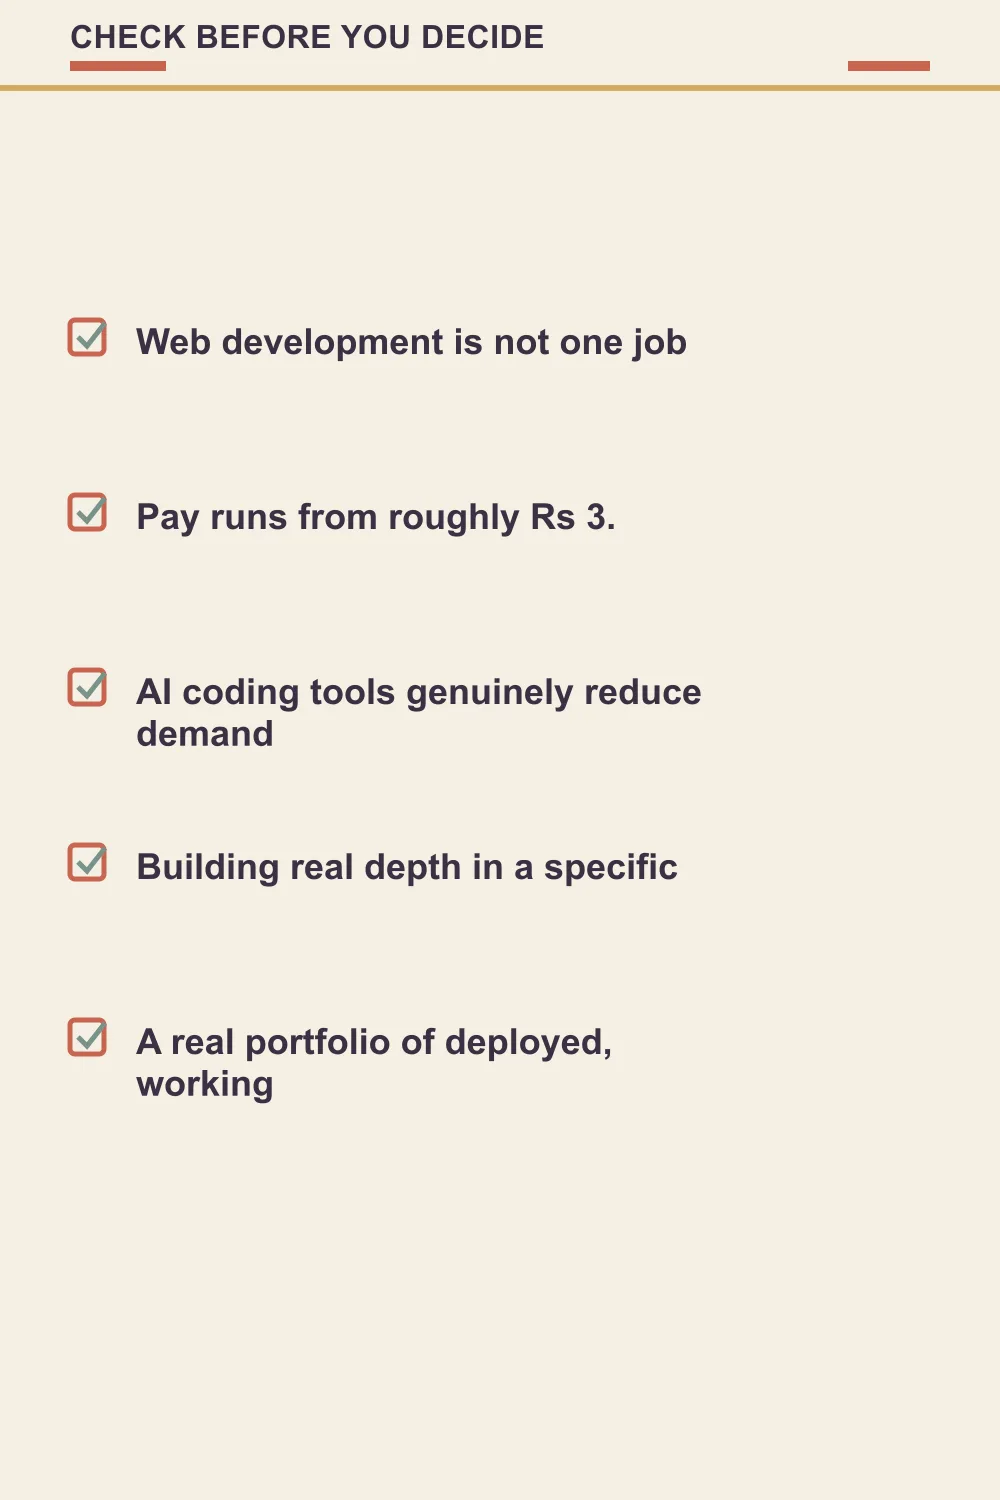 CHECK BEFORE YOU DECIDE
Web development is not one job
Pay runs from roughly Rs 3.
AI coding tools genuinely reduce
demand
Building real depth in a specific
A real portfolio of deployed,
working